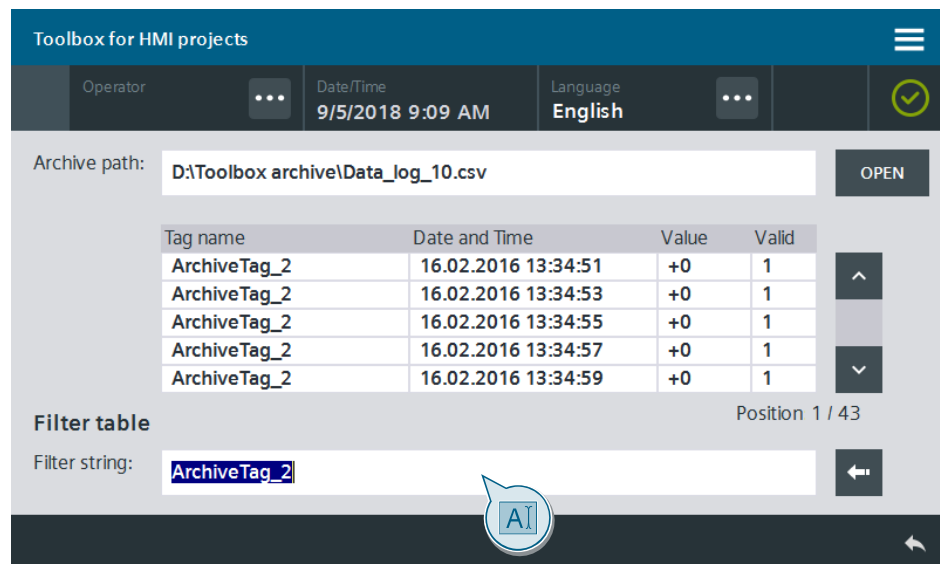 Toolbox for HMI projects
Operator
Date/Time
Language
9/5/2018 9:09 AM
English
Archive path:
D:\Toolbox archive\Data_log_10.csv
OPEN
Tag name Date and Time Value Valid
ArchiveTag_2 16.02.2016 13:34:51 +0 1
ArchiveTag_2 16.02.2016 13:34:53 +0 1
ArchiveTag_2 16.02.2016 13:34:55 +0 1
ArchiveTag_2 16.02.2016 13:34:57 +0 1
ArchiveTag_2 16.02.2016 13:34:59 +0 1
Position 1 / 43
Filter table
Filter string:
ArchiveTag_2
A